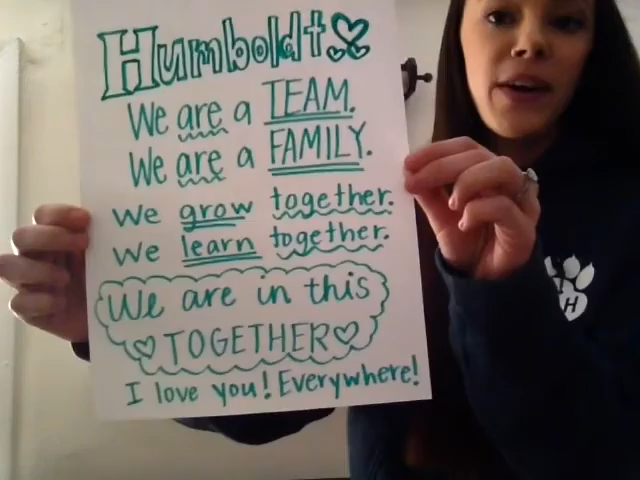 Humboldt
We are a TEAM.
We are a FAMILY.
We grow together.
We learn together.
We are in this
TOGETHER
I love you! Everywhere!
H